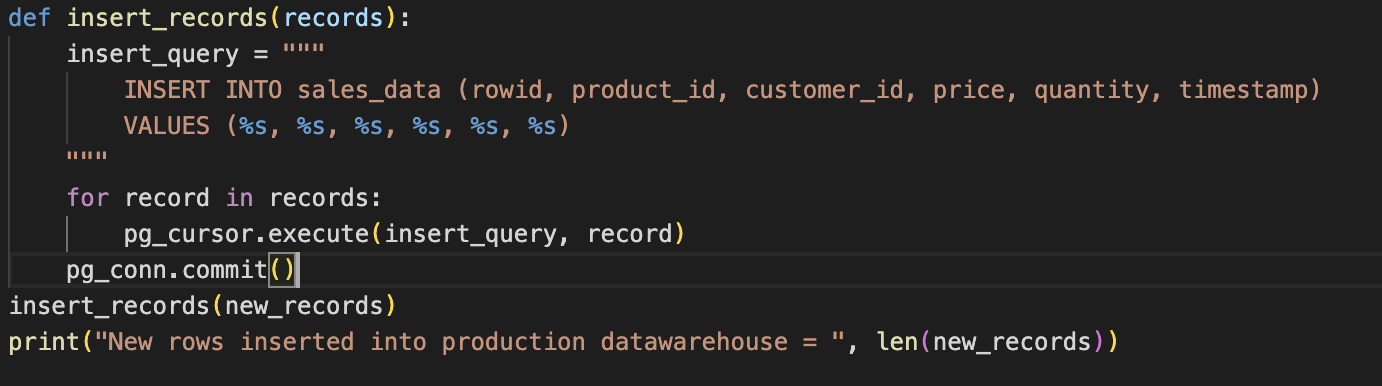 def insert_records(records):
    insert_query = """
        INSERT INTO sales_data (rowid, product_id, customer_id, price, quantity, timestamp)
        VALUES (%s, %s, %s, %s, %s, %s)
    """
    for record in records:
        pg_cursor.execute(insert_query, record)
    pg_conn.commit()
insert_records(new_records)
print("New rows inserted into production datawarehouse = ", len(new_records))